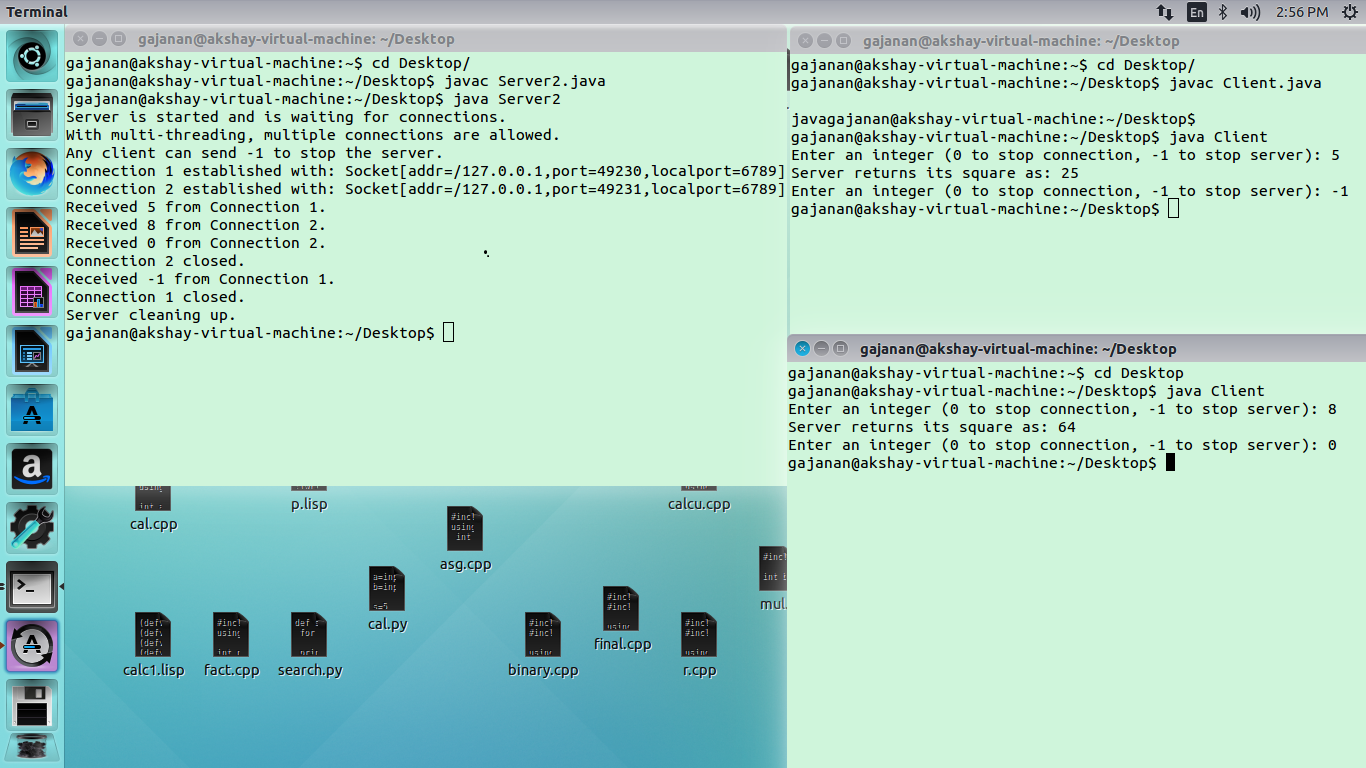 Terminal
En
2:56 PM
gajanan@akshay-virtual-machine: ~/Desktop
gajanan@akshay-virtual-machine:~$ cd Desktop/
gajanan@akshay-virtual-machine:~/Desktop$ javac Server2.java
jgajanan@akshay-virtual-machine:~/Desktop$ java Server2
Server is started and is waiting for connections.
With multi-threading, multiple connections are allowed.
Any client can send -1 to stop the server.
Connection 1 established with: Socket[addr=/127.0.0.1,port=49230,localport=6789]
Connection 2 established with: Socket[addr=/127.0.0.1,port=49231,localport=6789]
Received 5 from Connection 1.
Received 8 from Connection 2.
Received 0 from Connection 2.
Connection 2 closed.
Received -1 from Connection 1.
Connection 1 closed.
Server cleaning up.
gajanan@akshay-virtual-machine:~/Desktop$
gajanan@akshay-virtual-machine: ~/Desktop
gajanan@akshay-virtual-machine:~$ cd Desktop/
gajanan@akshay-virtual-machine:~/Desktop$ javac Client.java
javagajanan@akshay-virtual-machine:~/Desktop$
gajanan@akshay-virtual-machine:~/Desktop$ java Client
Enter an integer (0 to stop connection, -1 to stop server): 5
Server returns its square as: 25
Enter an integer (0 to stop connection, -1 to stop server): -1
gajanan@akshay-virtual-machine:~/Desktop$
gajanan@akshay-virtual-machine: ~/Desktop
gajanan@akshay-virtual-machine:~$ cd Desktop
gajanan@akshay-virtual-machine:~/Desktop$ java Client
Enter an integer (0 to stop connection, -1 to stop server): 8
Server returns its square as: 64
Enter an integer (0 to stop connection, -1 to stop server): 0
gajanan@akshay-virtual-machine:~/Desktop$
cal.cpp
p.lisp
calcu.cpp
asg.cpp
mul.
cal.py
final.cpp
calc1.lisp
fact.cpp
search.py
binary.cpp
r.cpp